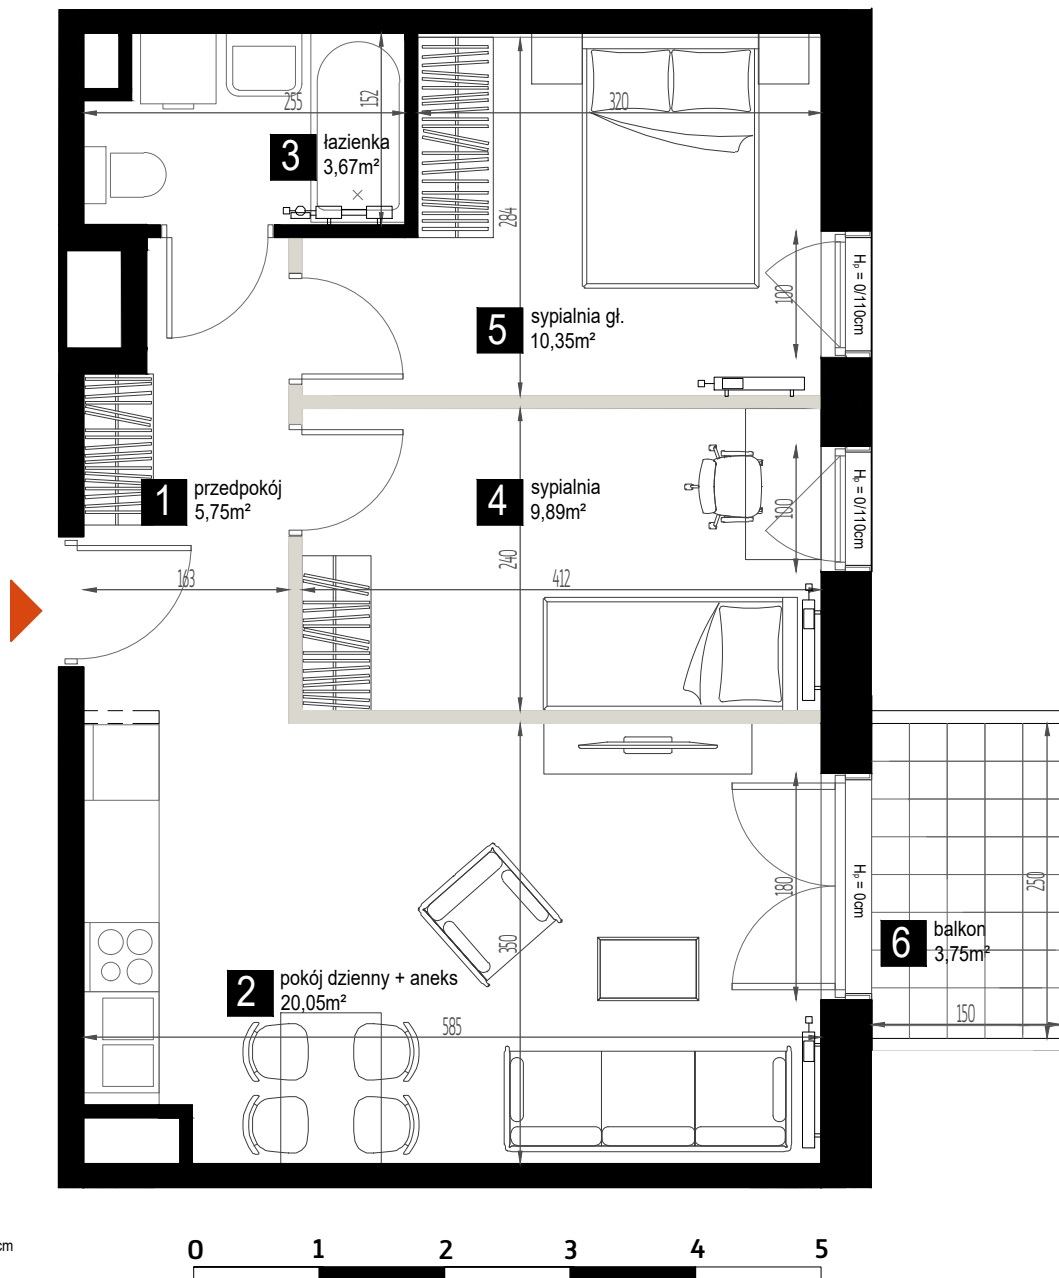 255
152
320
3
łazienka
3,67m²
284
100
Hₚ = 0/110cm
5
sypialnia gł.
10,35m²
1
przedpokój
5,75m²
4
sypialnia
9,89m²
100
Hₚ = 0/110cm
240
163
412
180
Hₚ = 0cm
250
6
balkon
3,75m²
350
2
pokój dzienny + aneks
20,05m²
585
150
cm
0 1 2 3 4 5